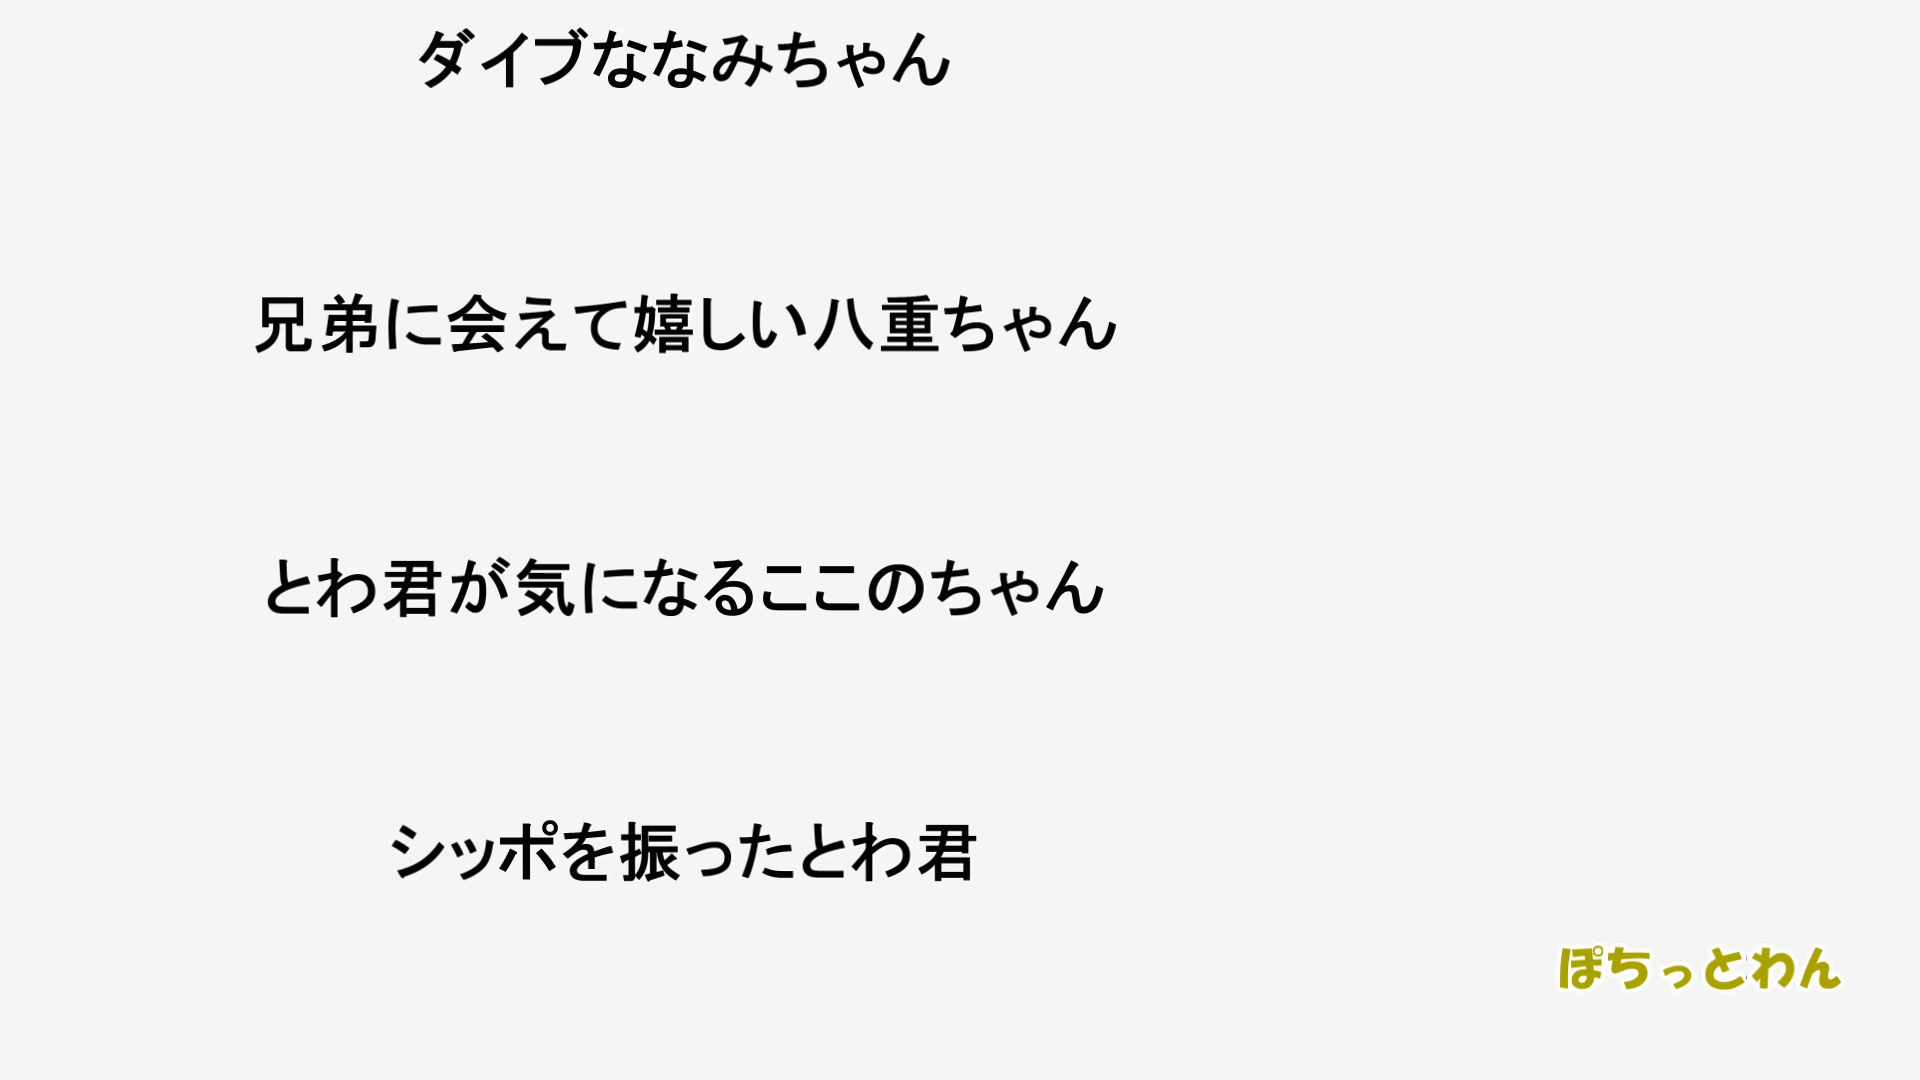 ダイブななみちゃん
兄弟に会えて嬉しい八重ちゃん
とわ君が気になるここのちゃん
シッポを振ったとわ君
ぽちっとわん